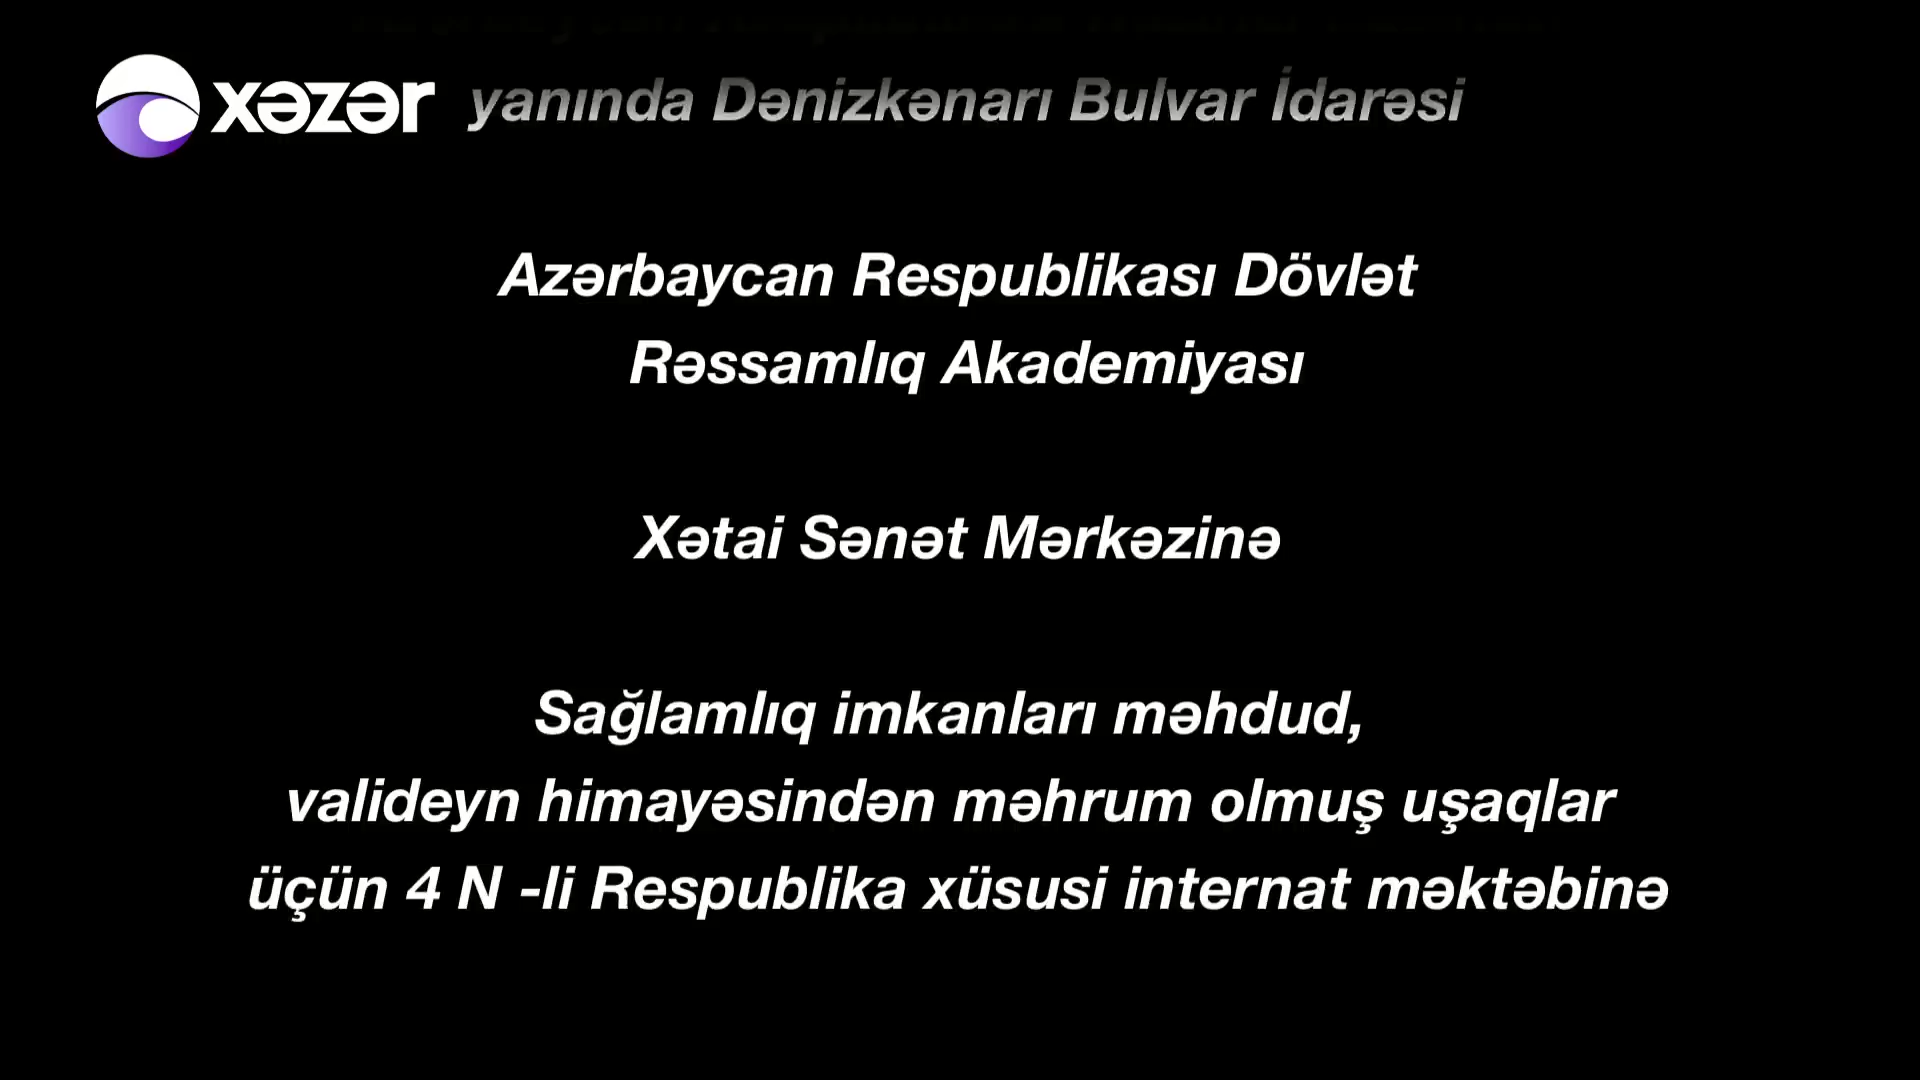 xəzər
yanında Dənizkənarı Bulvar İdarəsi
Azərbaycan Respublikası Dövlət
Rəssamlıq Akademiyası
Xətai Sənət Mərkəzinə
Sağlamlıq imkanları məhdud,
valideyn himayəsindən məhrum olmuş uşaqlar
üçün 4 N -li Respublika xüsusi internat məktəbinə